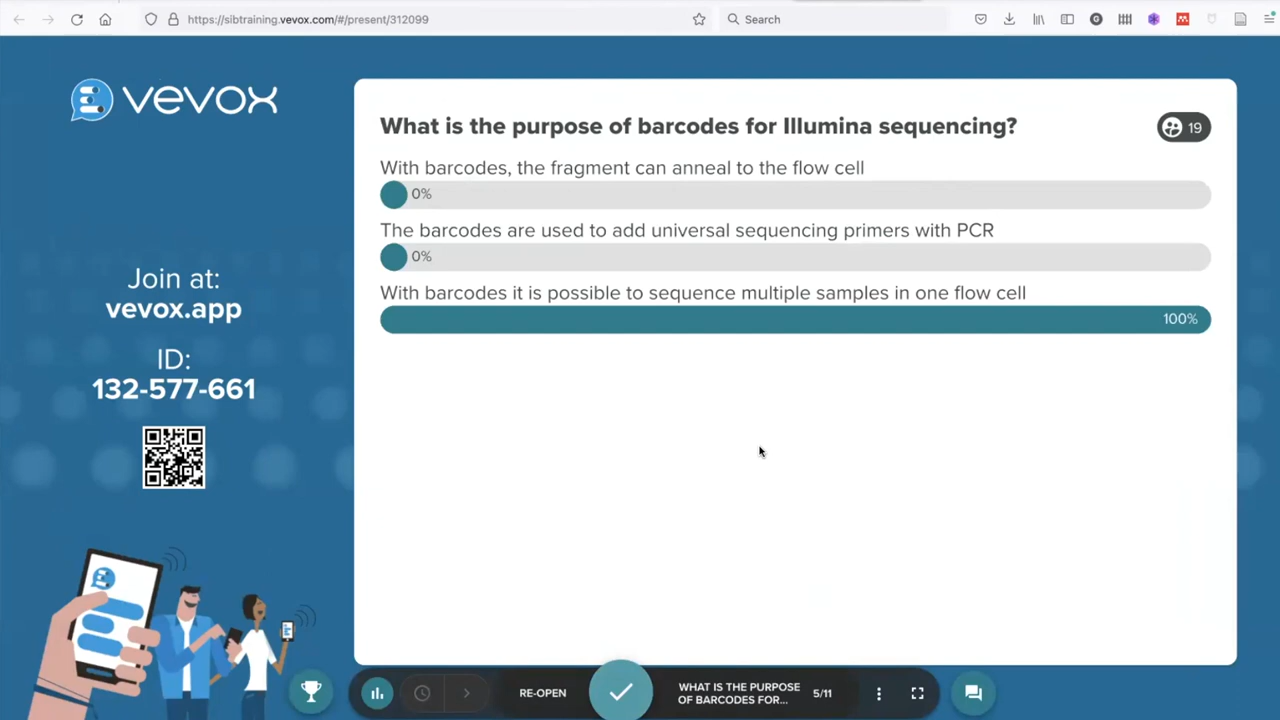 https://sibtraining.vevox.com/#/present/312099
Search
vevox
What is the purpose of barcodes for Illumina sequencing?
19
With barcodes, the fragment can anneal to the flow cell
0%
The barcodes are used to add universal sequencing primers with PCR
0%
With barcodes it is possible to sequence multiple samples in one flow cell
100%
Join at:
vevox.app
ID:
132-577-661
RE-OPEN
WHAT IS THE PURPOSE
OF BARCODES FOR...
5/11